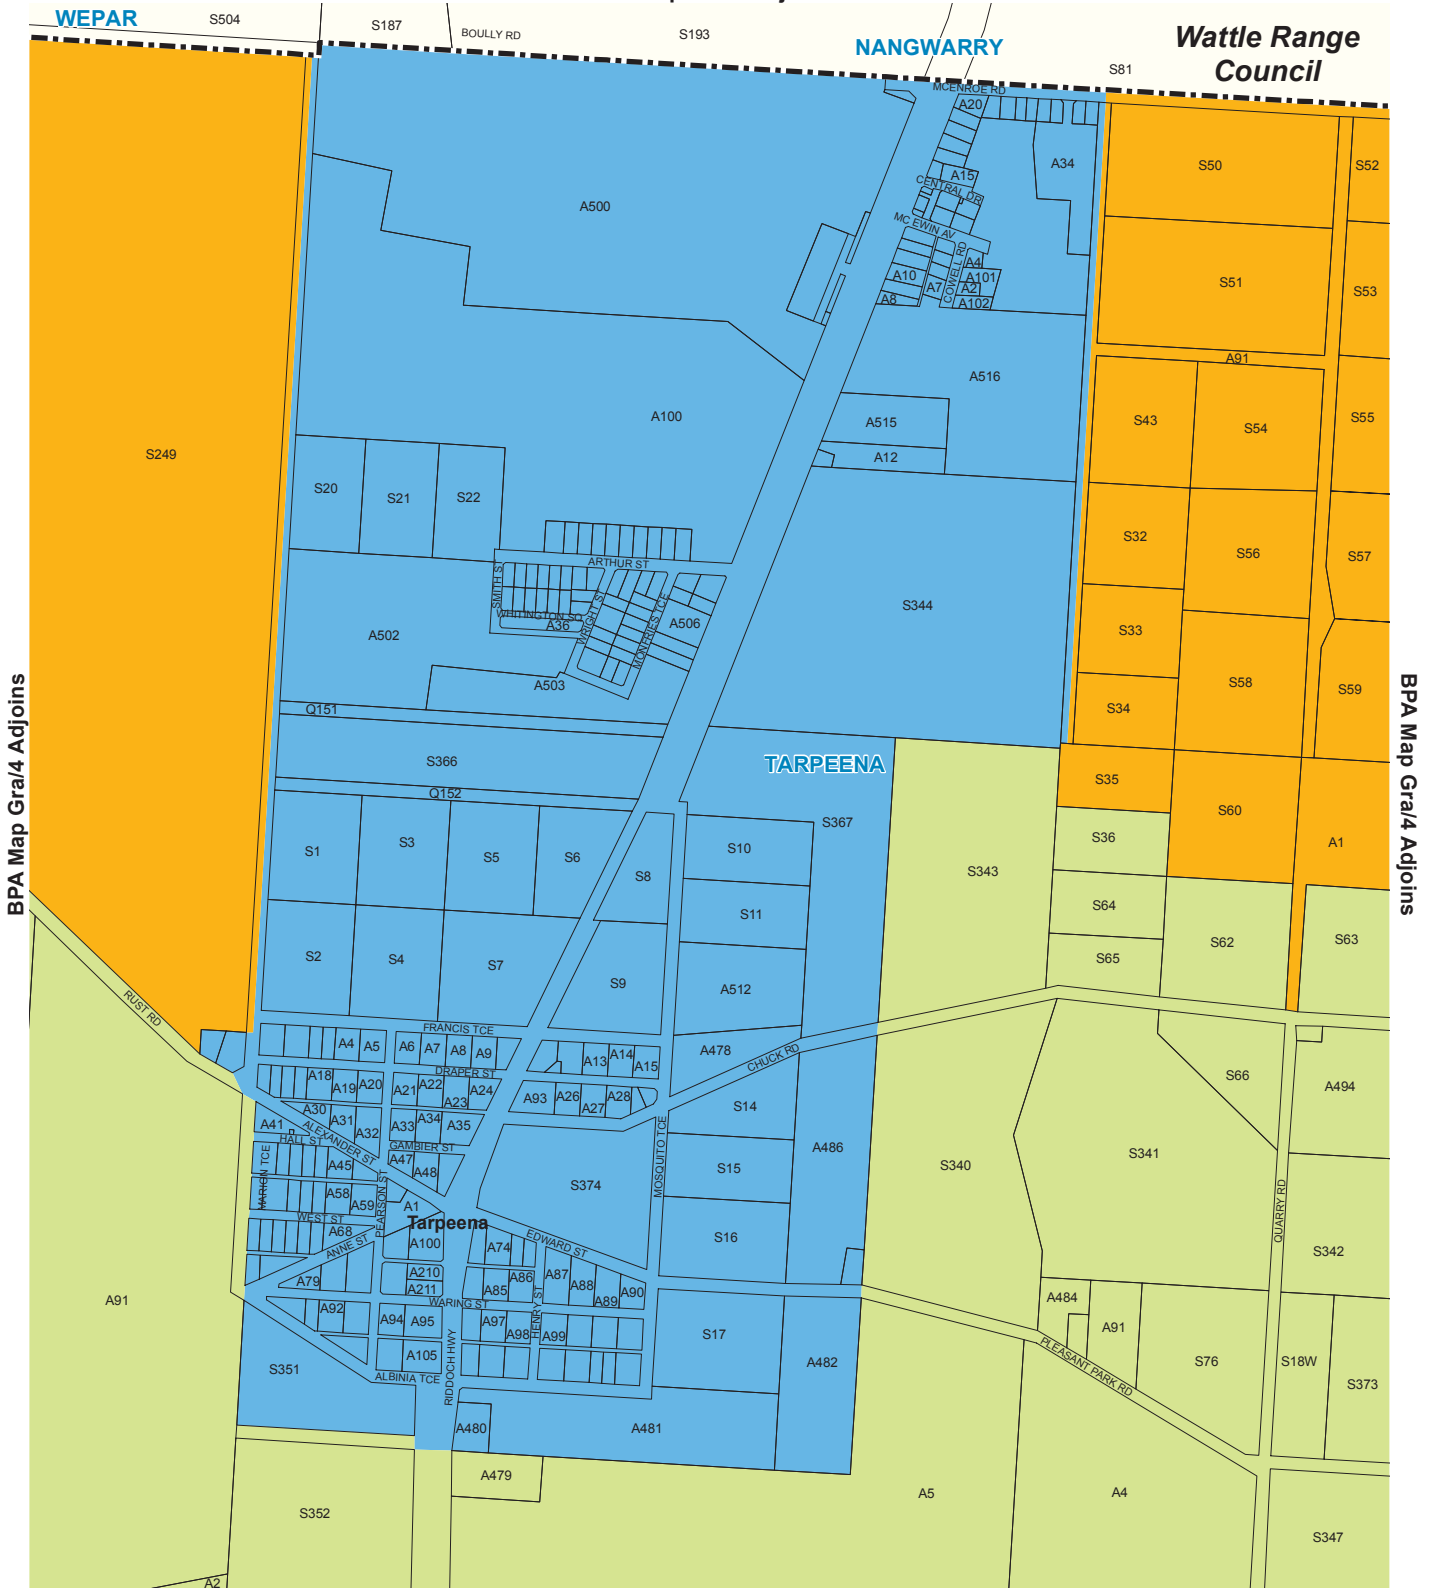 WEPAR
S504
S187
BOULLY RD
S193
NANGWARRY
Wattle Range
Council
S81
MCENROE RD
A20
A34
S50
S52
A15
CENTRAL DR
A500
MC EWIN AV
COWELL RD
A4
A10
A101
A7
A2
A8
A102
S51
S53
A91
A516
A100
A515
S43
S54
S55
S249
A12
S20
S21
S22
S32
S56
S57
ARTHUR ST
SMITH ST
WHITINGTON SQ
A36
WRIGHT ST
MONFRIES TCE
A506
S344
A502
S33
A503
S58
S59
Q151
S34
S366
TARPEENA
S35
Q152
S367
S60
S36
A1
S1
S3
S5
S6
S8
S10
S343
S64
S11
S62
S63
S2
S4
S7
S9
A512
S65
BPA Map Gra/4 Adjoins
BPA Map Gra/4 Adjoins
RUST RD
FRANCIS TCE
A4
A5
A6
A7
A8
A9
A13
A14
A15
A478
CHUCK RD
DRAPER ST
A18
A19
A20
A21
A22
A23
A24
A93
A26
A27
A28
S14
S66
A494
A30
A31
A32
A33
A34
A35
A41
HALL ST
ALEXANDER ST
GAMBIER ST
A486
S340
S341
MARION TCE
A45
A47
A48
S374
MOSQUITO TCE
S15
PEARSON ST
A58
A59
A1
Tarpeena
WEST ST
A68
ANNE ST
A100
A74
EDWARD ST
S16
QUARRY RD
S342
A79
A210
A211
A85
A86
A87
A88
A89
A90
WARING ST
HENRY ST
A484
A91
A92
A94
A95
A97
A98
A99
S17
A91
PLEASANT PARK RD
S351
A105
ALBINIA TCE
RIDDOCH HWY
A482
S76
S18W
S373
A480
A481
A479
A5
A4
S352
S347
A2